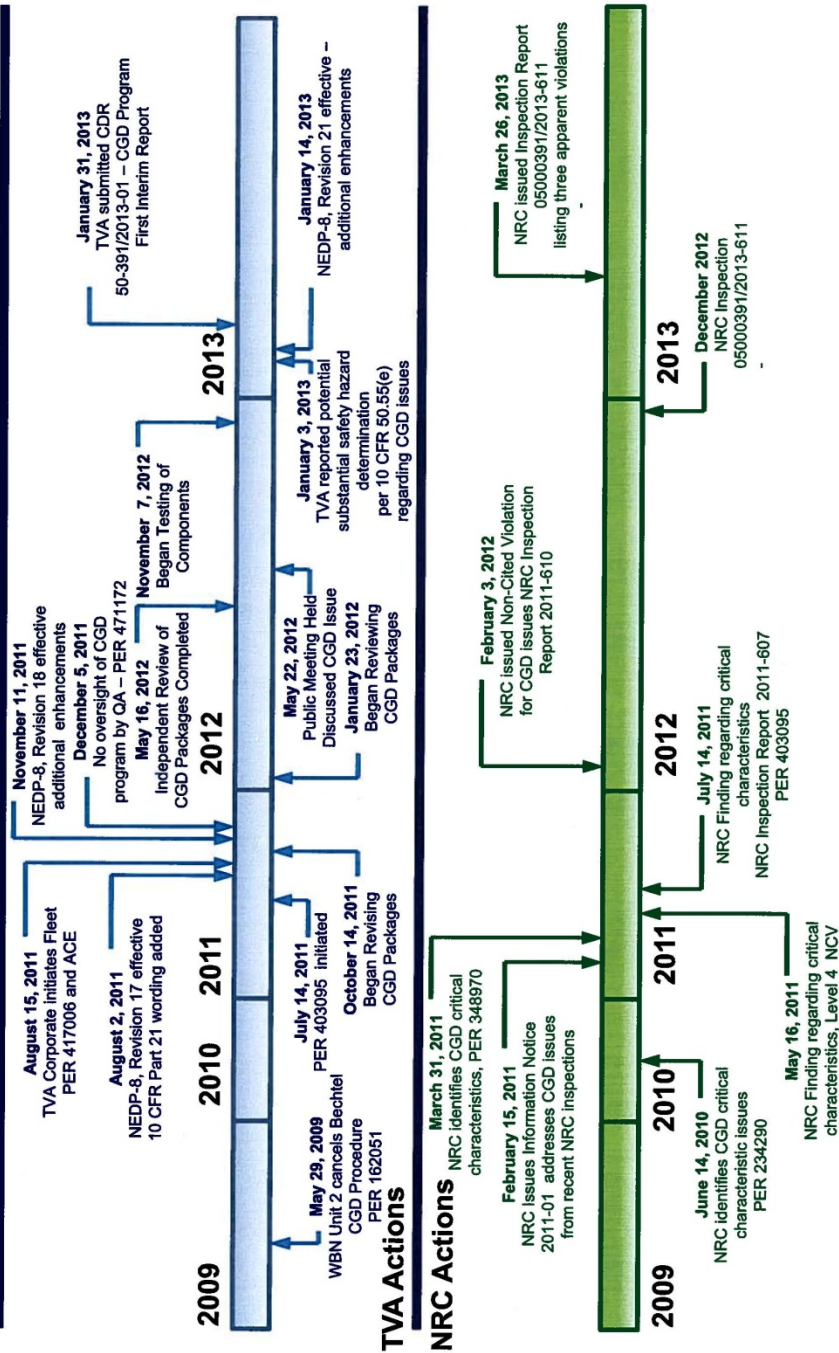 August 15, 2011
TVA Corporate Initiates Fleet
PER 417006 and ACE
August 2, 2011
NEDP-8, Revision 17 effective
10 CFR Part 21 wording added
November 11, 2011
NEDP-8, Revision 18 effective
additional enhancements
December 5, 2011
No oversight of CGD
program by QA – PER 471172
May 16, 2012
Independent Review of
CGD Packages Completed
November 7, 2012
Began Testing of
Components
January 31, 2013
TVA submitted CDR
50-391/2013-01 – CGD Program
First Interim Report
2009
2010
2011
2012
2013
May 29, 2009
WBN Unit 2 cancels Bechtel
CGD Procedure
PER 162051
July 14, 2011
PER 403095 initiated
October 14, 2011
Began Revising
CGD Packages
May 22, 2012
Public Meeting Held
Discussed CGD Issue
January 23, 2012
Began Reviewing
CGD Packages
January 3, 2013
TVA reported potential
substantial safety hazard
determination
per 10 CFR 50.55(e)
regarding CGD issues
January 14, 2013
NEDP-8, Revision 21 effective –
additional enhancements
TVA Actions
NRC Actions
March 31, 2011
NRC identifies CGD critical
characteristics, PER 348970
February 15, 2011
NRC Issues Information Notice
2011-01 addresses CGD issues
from recent NRC inspections
February 3, 2012
NRC issued Non-Cited Violation
for CGD issues NRC Inspection
Report 2011-610
March 26, 2013
NRC issued Inspection Report
05000391/2013-611
listing three apparent violations
-
2009
2010
2011
2012
2013
June 14, 2010
NRC identifies CGD critical
characteristic issues
PER 234290
May 16, 2011
NRC Finding regarding critical
characteristics, Level 4 NCV
July 14, 2011
NRC Finding regarding critical
characteristics
NRC Inspection Report 2011-607
PER 403095
December 2012
NRC Inspection
05000391/2013-611
-